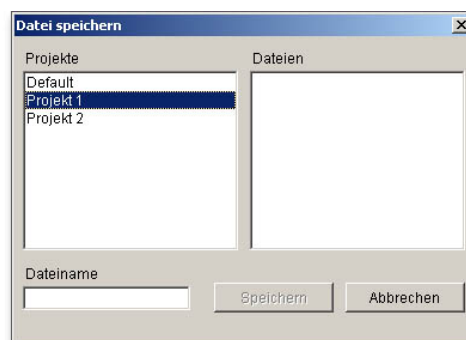 Datei speichern
Projekte
Dateien
Default
Projekt 1
Projekt 2
Dateiname
Speichern
Abbrechen